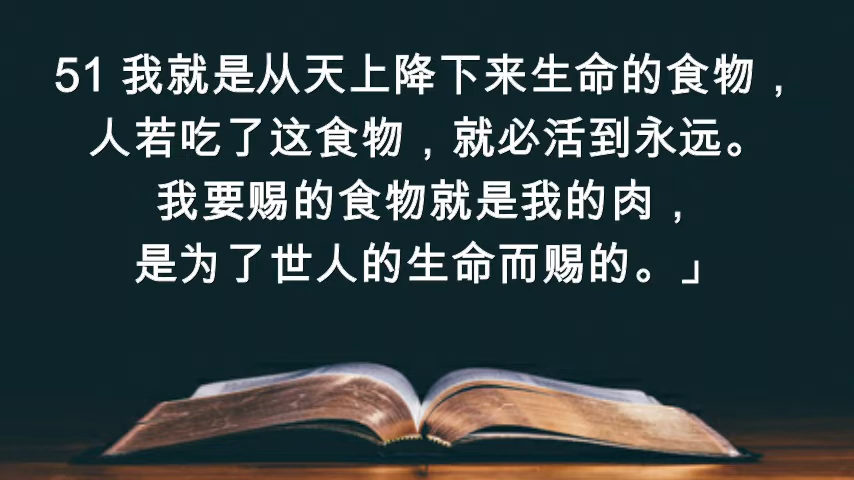 51 我就是从天上降下来生命的食物，
人若吃了这食物，就必活到永远。
我要赐的食物就是我的肉，
是为了世人的生命而赐的。」